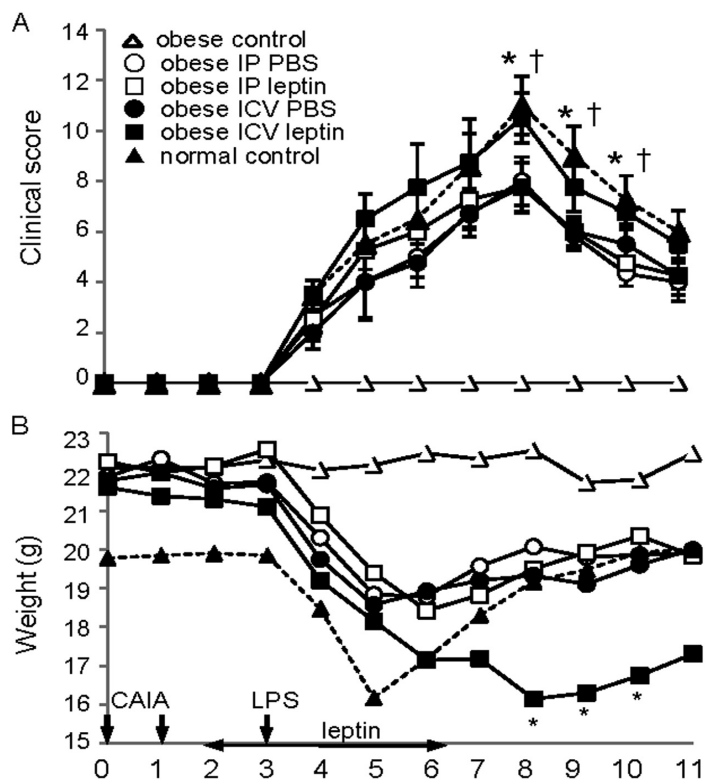 A
14
12
10
8
6
4
2
0
Clinical score
obese control
obese IP PBS
obese IP leptin
obese ICV PBS
obese ICV leptin
normal control
* †
* †
* †
B
23
22
21
20
19
18
17
16
15
Weight (g)
CAIA
LPS
leptin
* * *
0 1 2 3 4 5 6 7 8 9 10 11